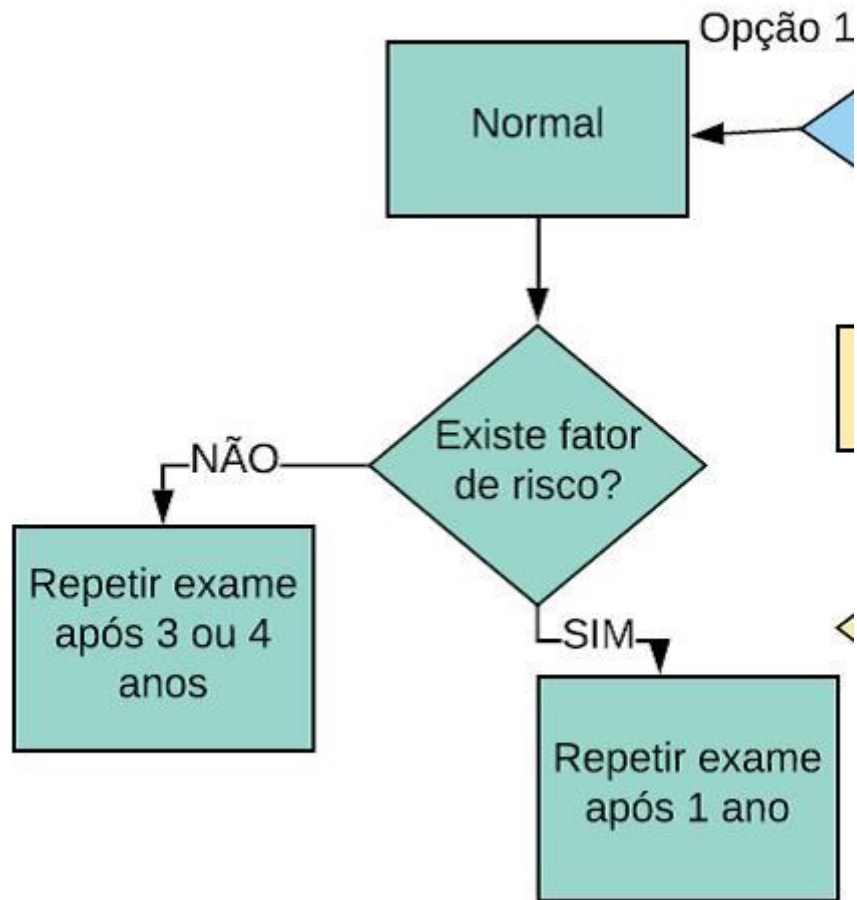 Opção 1
Normal
Existe fator
de risco?
NÃO
Repetir exame
após 3 ou 4
anos
SIM
Repetir exame
após 1 ano